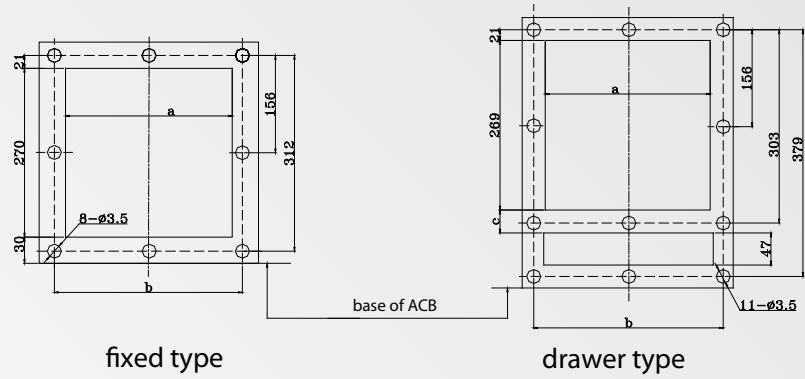 21
270
30
a
156
312
8-ø3.5
b
fixed type
21
269
c
a
156
303
379
47
11-ø3.5
b
drawer type
base of ACB